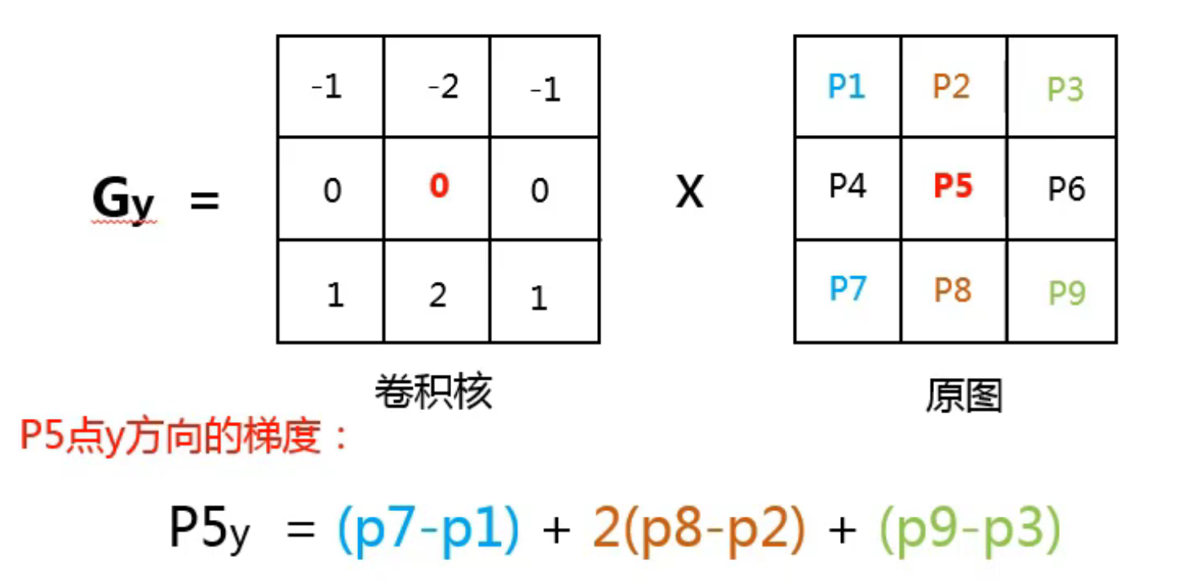 -1 -2 -1 P1 P2 P3
Gy = 0 0 0 X P4 P5 P6
1 2 1 P7 P8 P9
卷积核 原图
P5点y方向的梯度：
P5y = (p7-p1) + 2(p8-p2) + (p9-p3)